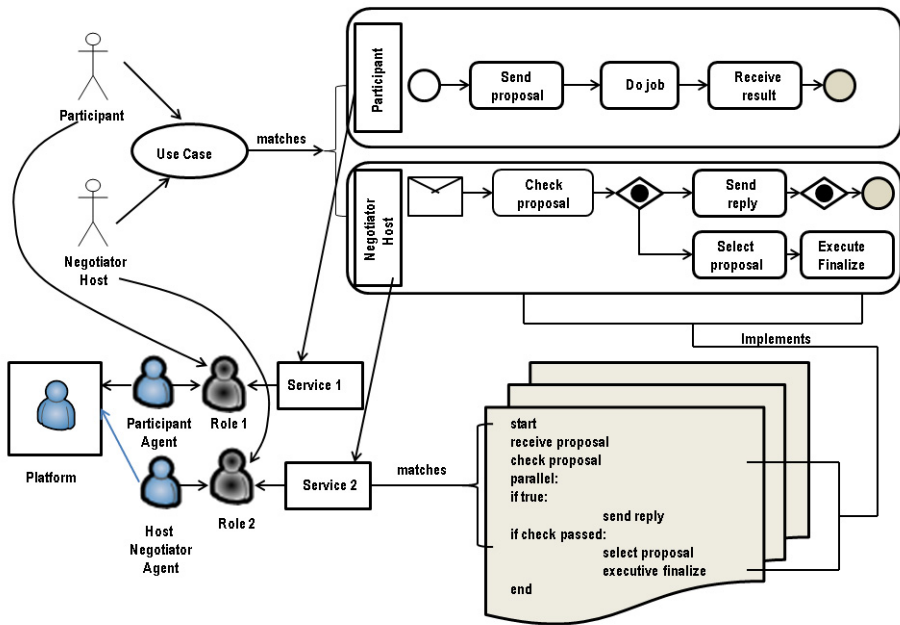 Participant
Negotiator
Host
Use Case
matches
Participant
Send
proposal
Do job
Receive
result
Negotiator
Host
Check
proposal
Send
reply
Select
proposal
Execute
Finalize
Implements
Platform
Participant
Agent
Role 1
Service 1
Host
Negotiator
Agent
Role 2
Service 2
matches
start
receive proposal
check proposal
parallel:
if true:
send reply
if check passed:
select proposal
executive finalize
end